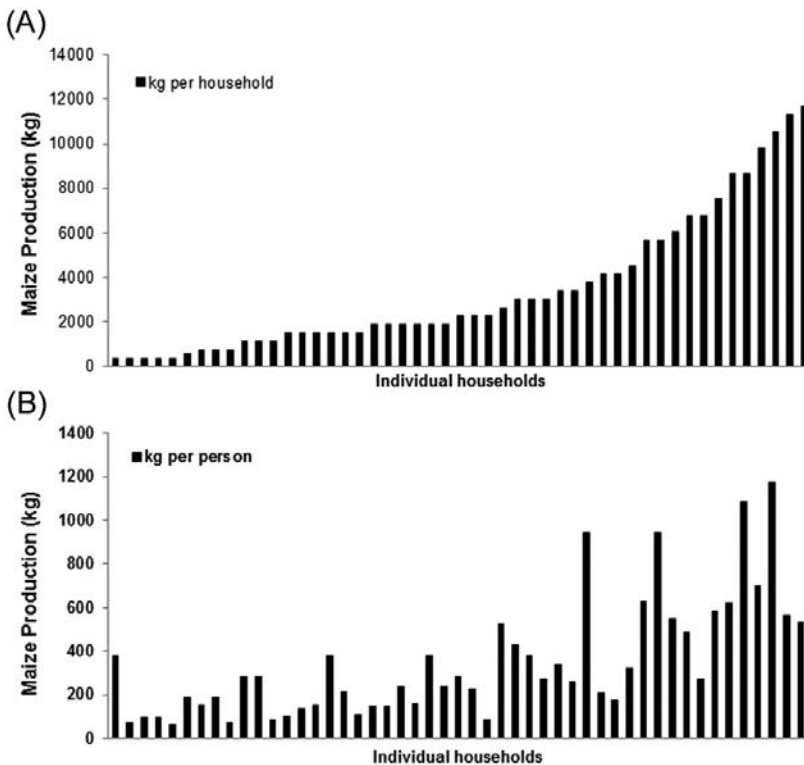 (A)
Maize Production (kg)
14000
12000
10000
8000
6000
4000
2000
0
kg per household
Individual households
(B)
Maize Production (kg)
1400
1200
1000
800
600
400
200
0
kg per person
Individual households